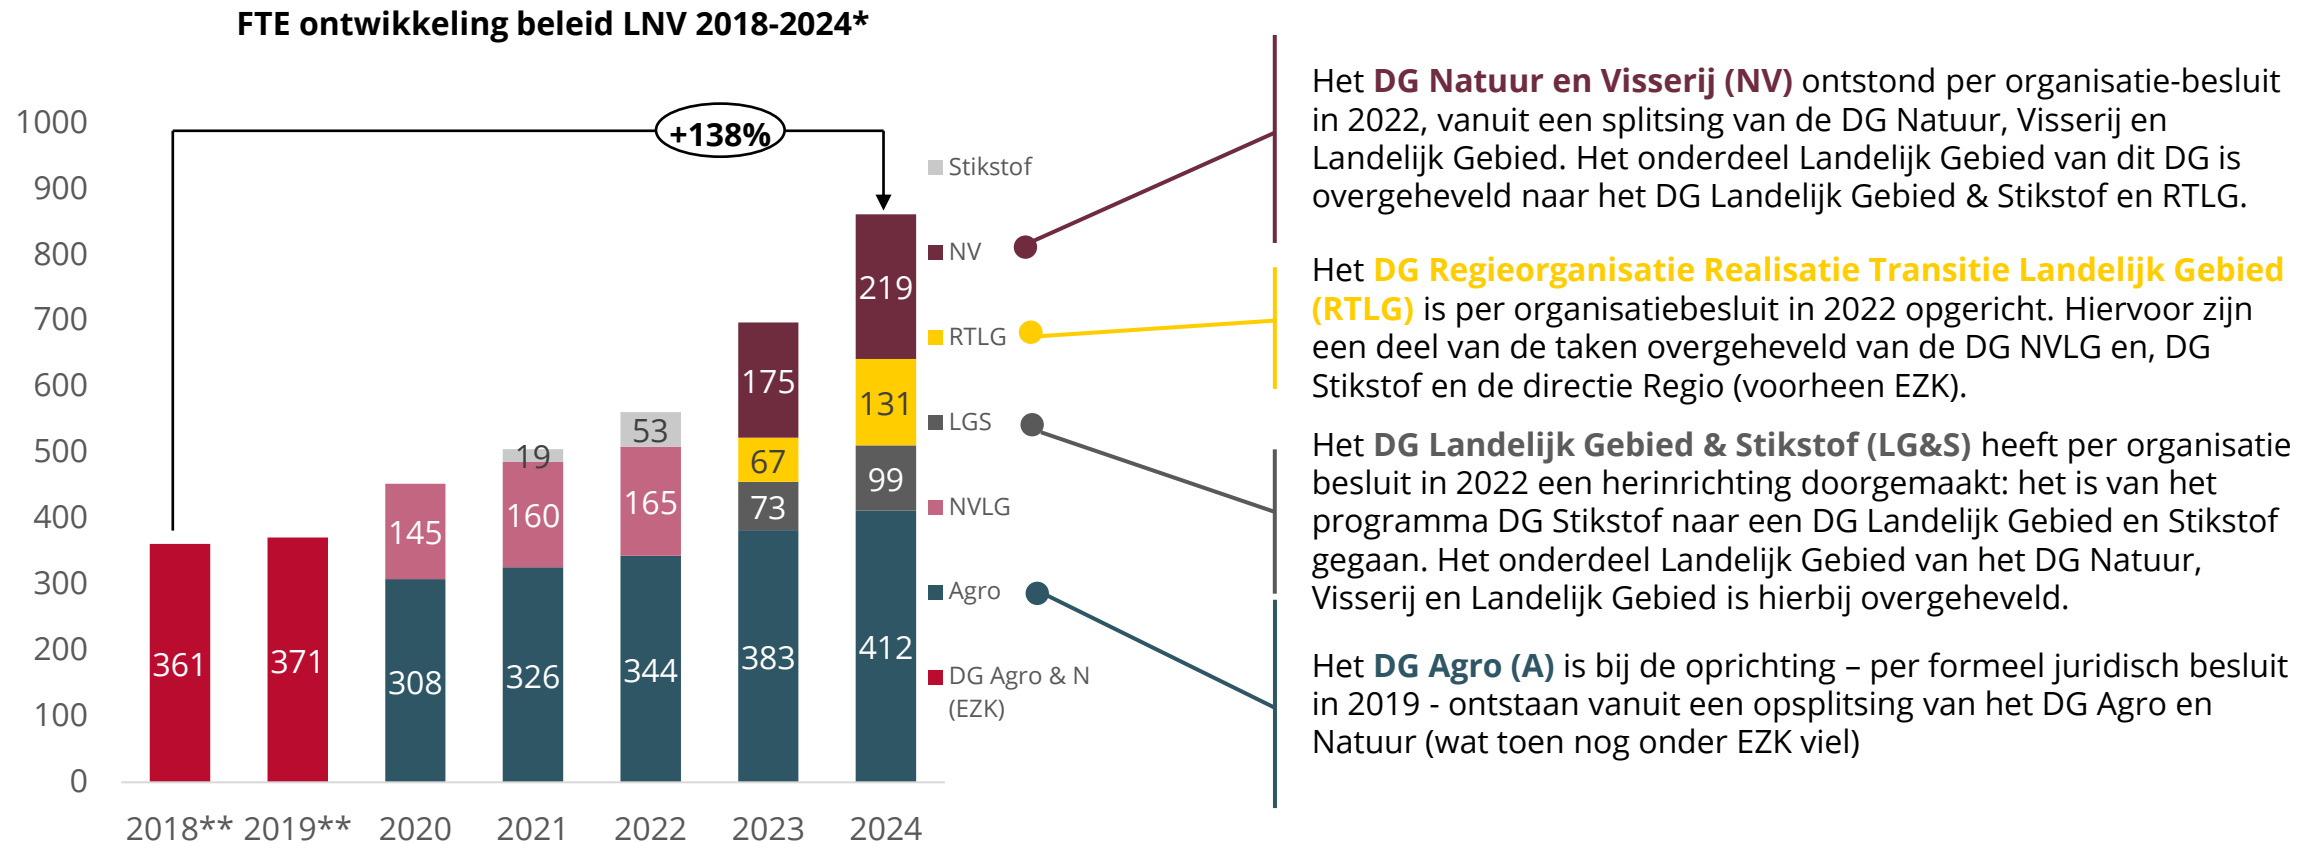 FTE ontwikkeling beleid LNV 2018-2024*
1000
900
800
700
600
500
400
300
200
100
0
+138%
361
371
145
308
19
160
326
53
165
344
175
67
73
383
219
131
99
412
2018**
2019**
2020
2021
2022
2023
2024
Stikstof
NV
RTLG
LGS
NVLG
Agro
DG Agro & N
(EZK)
Het DG Natuur en Visserij (NV) ontstond per organisatie-besluit
in 2022, vanuit een splitsing van de DG Natuur, Visserij en
Landelijk Gebied. Het onderdeel Landelijk Gebied van dit DG is
overgeheveld naar het DG Landelijk Gebied & Stikstof en RTLG.
Het DG Regieorganisatie Realisatie Transitie Landelijk Gebied
(RTLG) is per organisatiebesluit in 2022 opgericht. Hiervoor zijn
een deel van de taken overgeheveld van de DG NVLG en, DG
Stikstof en de directie Regio (voorheen EZK).
Het DG Landelijk Gebied & Stikstof (LG&S) heeft per organisatie
besluit in 2022 een herinrichting doorgemaakt: het is van het
programma DG Stikstof naar een DG Landelijk Gebied en Stikstof
gegaan. Het onderdeel Landelijk Gebied van het DG Natuur,
Visserij en Landelijk Gebied is hierbij overgeheveld.
Het DG Agro (A) is bij de oprichting – per formeel juridisch besluit
in 2019 - ontstaan vanuit een opsplitsing van het DG Agro en
Natuur (wat toen nog onder EZK viel)